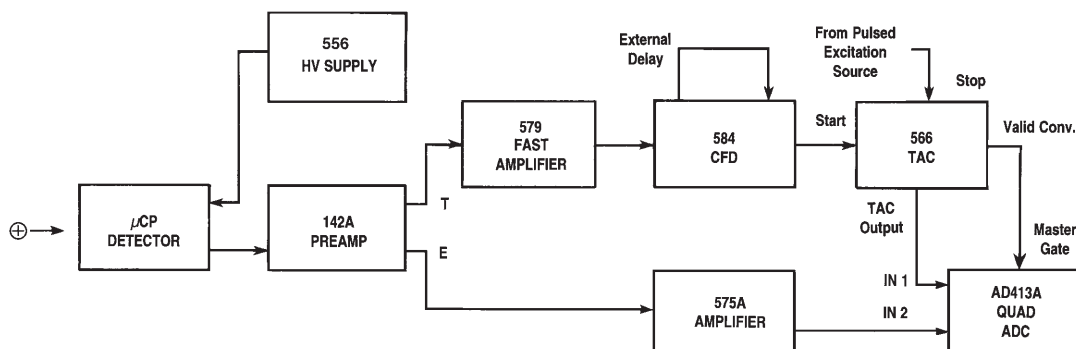 556
HV SUPPLY
External
Delay
From Pulsed
Excitation
Source
Stop
579
FAST
AMPLIFIER
584
CFD
Start
566
TAC
Valid Conv.
μCP
DETECTOR
142A
PREAMP
T
E
TAC
Output
Master
Gate
575A
AMPLIFIER
IN 1
IN 2
AD413A
QUAD
ADC